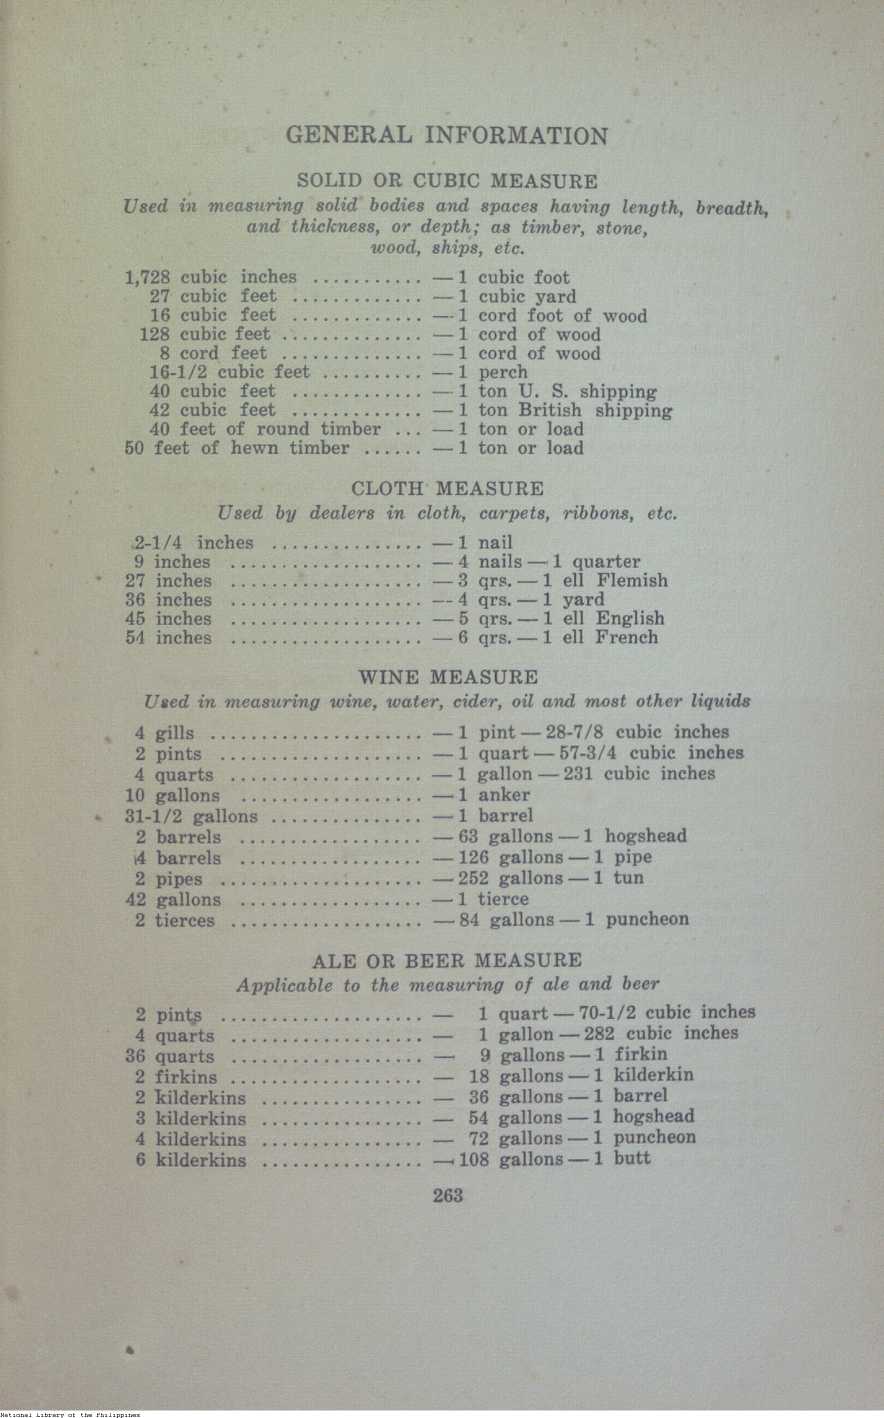 GENERAL INFORMATION
SOLID OR CUBIC MEASURE
Used in measuring solid bodies and spaces having length, breadth,
and thickness, or depth; as timber, stone,
wood, ships, etc.
1,728 cubic inches ........... — 1 cubic foot
27 cubic feet ............. — 1 cubic yard
16 cubic feet ............. — 1 cord foot of wood
128 cubic feet .............. — 1 cord of wood
8 cord feet .............. — 1 cord of wood
16-1/2 cubic feet .......... — 1 perch
40 cubic feet ............. — 1 ton U. S. shipping
42 cubic feet ............. — 1 ton British shipping
40 feet of round timber ... — 1 ton or load
50 feet of hewn timber ...... — 1 ton or load
CLOTH MEASURE
Used by dealers in cloth, carpets, ribbons, etc.
2-1/4 inches ............... — 1 nail
9 inches ................... — 4 nails — 1 quarter
27 inches ................... — 3 qrs. — 1 ell Flemish
36 inches ................... — 4 qrs. — 1 yard
45 inches ................... — 5 qrs. — 1 ell English
54 inches ................... — 6 qrs. — 1 ell French
WINE MEASURE
Used in measuring wine, water, cider, oil and most other liquids
4 gills ..................... — 1 pint — 28-7/8 cubic inches
2 pints .................... — 1 quart — 57-3/4 cubic inches
4 quarts ................... — 1 gallon — 231 cubic inches
10 gallons .................. — 1 anker
31-1/2 gallons ............... — 1 barrel
2 barrels .................. — 63 gallons — 1 hogshead
4 barrels .................. — 126 gallons — 1 pipe
2 pipes .................... — 252 gallons — 1 tun
42 gallons .................. — 1 tierce
2 tierces ................... — 84 gallons — 1 puncheon
ALE OR BEER MEASURE
Applicable to the measuring of ale and beer
2 pints .................... — 1 quart — 70-1/2 cubic inches
4 quarts ................... — 1 gallon — 282 cubic inches
36 quarts ................... — 9 gallons — 1 firkin
2 firkins ................... — 18 gallons — 1 kilderkin
2 kilderkins ................ — 36 gallons — 1 barrel
3 kilderkins ................ — 54 gallons — 1 hogshead
4 kilderkins ................ — 72 gallons — 1 puncheon
6 kilderkins ................ — 108 gallons — 1 butt
263
National Library of the Philippines